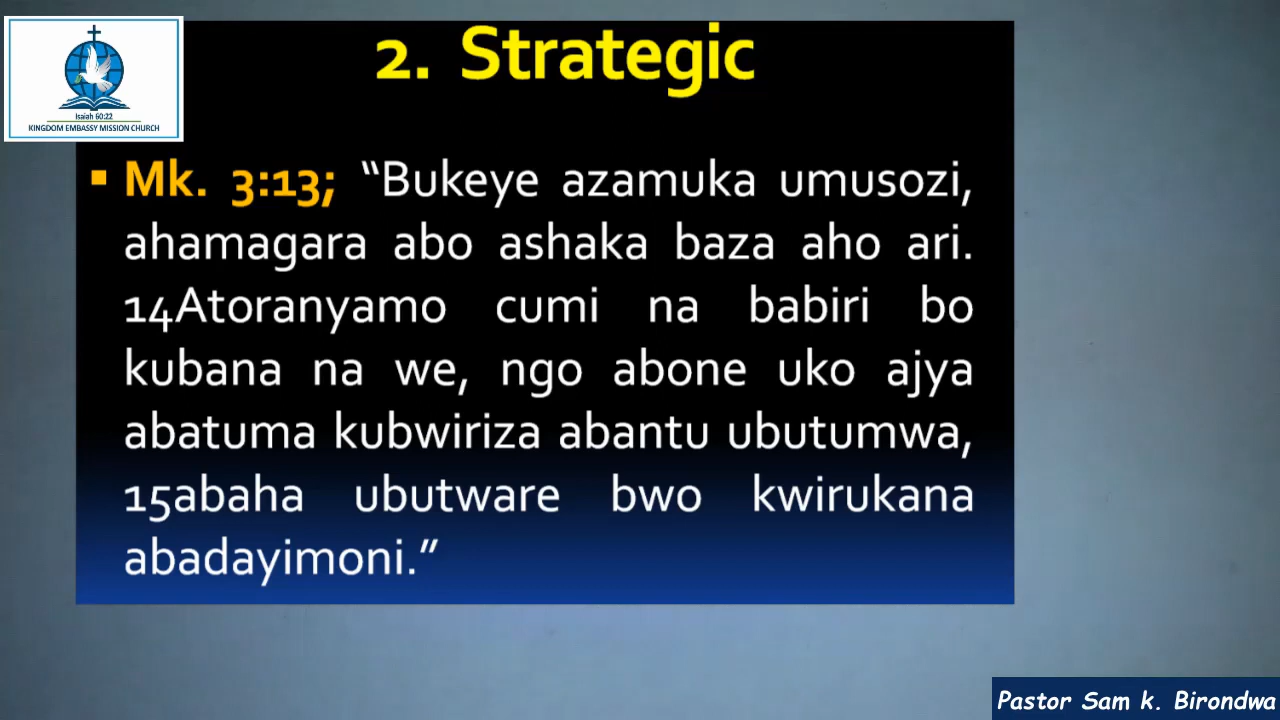 2. Strategic
Isaiah 60:22
KINGDOM EMBASSY MISSION CHURCH
▪ Mk. 3:13; “Bukeye azamuka umusozi,
ahamagara abo ashaka baza aho ari.
14Atoranyamo cumi na babiri bo
kubana na we, ngo abone uko ajya
abatuma kubwiriza abantu ubutumwa,
15abaha ubutware bwo kwirukana
abadayimoni.”
Pastor Sam k. Birondwa